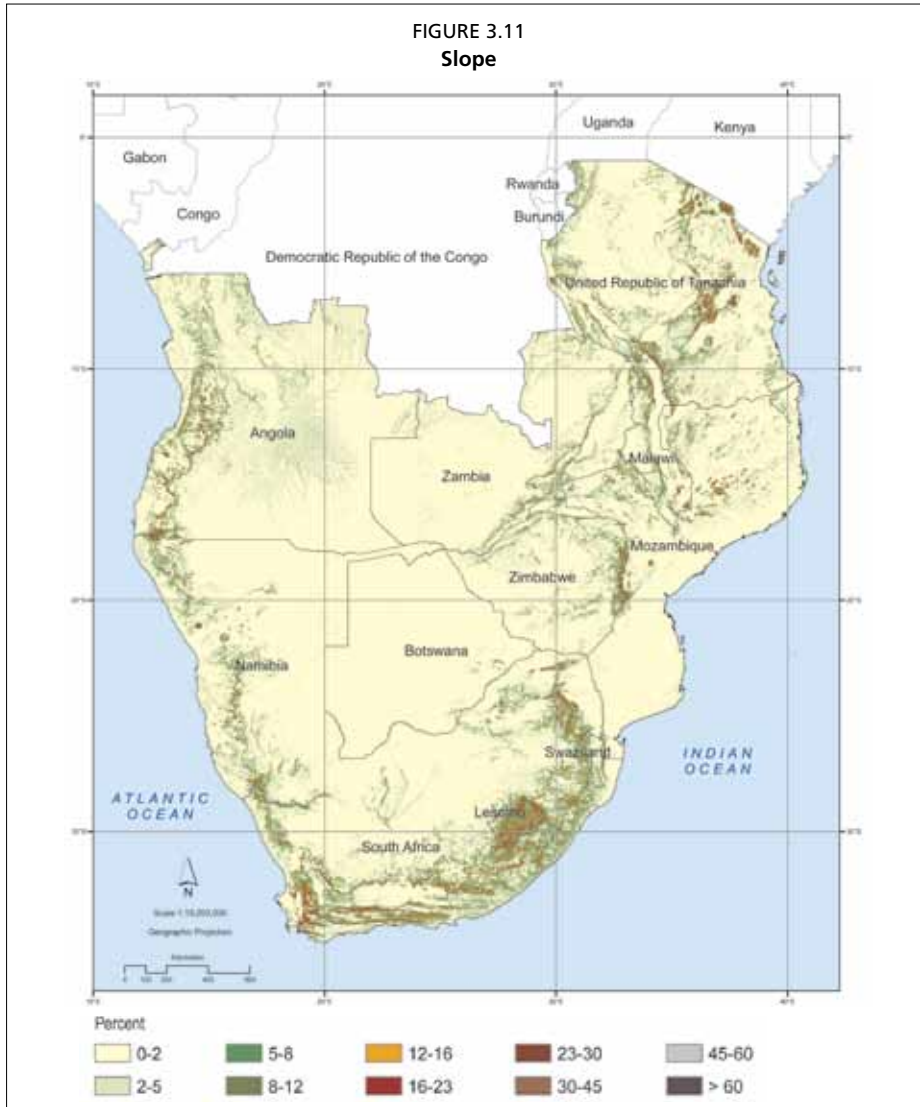 FIGURE 3.11
Slope
Uganda
Kenya
Gabon
Rwanda
Congo
Burundi
Democratic Republic of the Congo
United Republic of Tanzania
Angola
Malawi
Zambia
Mozambique
Zimbabwe
Botswana
Namibia
Swaziland
INDIAN
OCEAN
ATLANTIC
OCEAN
Lesotho
South Africa
N
Geographic Projection
Kilometers
Percent
0-2
5-8
12-16
23-30
45-60
2-5
8-12
16-23
30-45
> 60